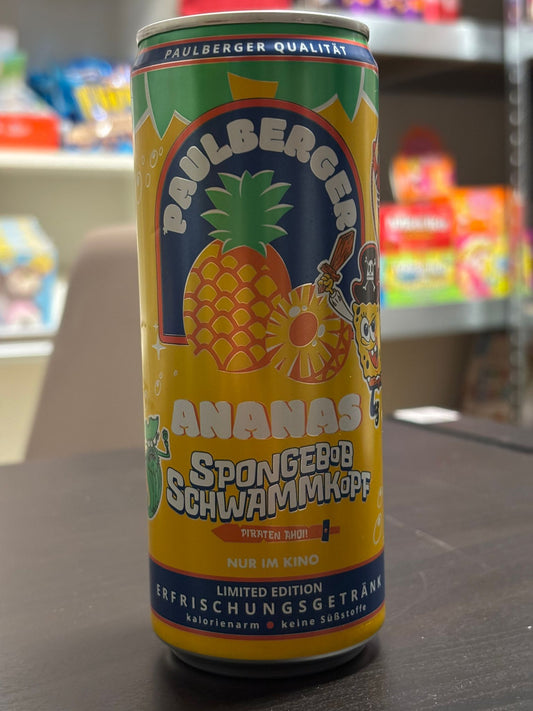 PAULBERGER QUALITÄT
PAULBERGER
ANANAS
SPONGEBOB
SCHWAMMKOPF
PIRATEN AHOI!
NUR IM KINO
LIMITED EDITION
ERFRISCHUNGSGETRÄNK
kalorienarm • keine Süßstoffe